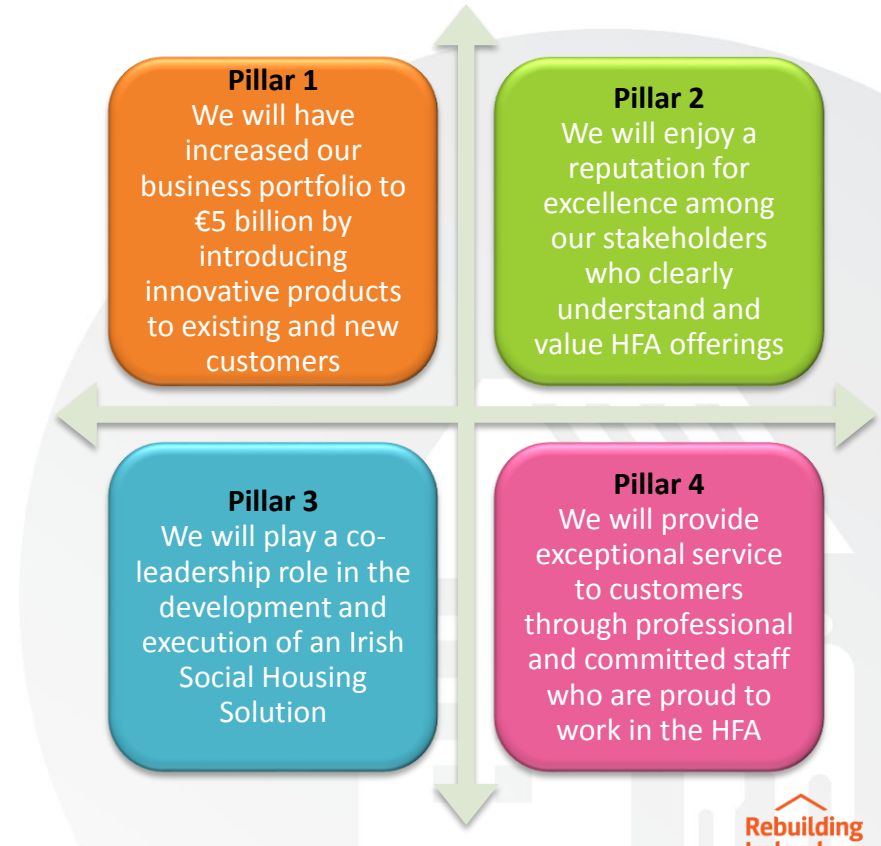 Pillar 1
We will have
increased our
business portfolio to
€5 billion by
introducing
innovative products
to existing and new
customers
Pillar 2
We will enjoy a
reputation for
excellence among
our stakeholders
who clearly
understand and
value HFA offerings
Pillar 3
We will play a co-
leadership role in the
development and
execution of an Irish
Social Housing
Solution
Pillar 4
We will provide
exceptional service
to customers
through professional
and committed staff
who are proud to
work in the HFA
Rebuilding